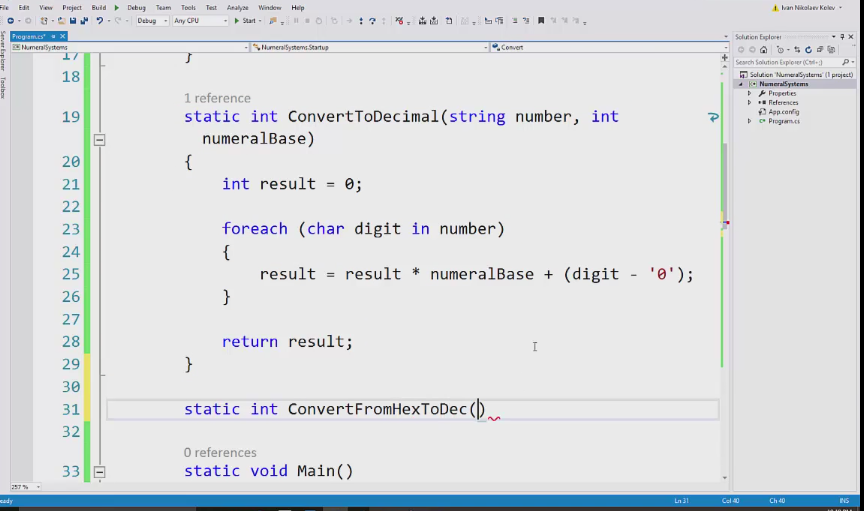 File Edit View Project Build Debug Team Tools Test Analyze Window Help Ivan Nikolaev Kolev
Debug Any CPU Start
Program.cs*
NumeralSystems NumeralSystems.Startup Convert
Server Explorer
Toolbox
17 }
18
1 reference
19 static int ConvertToDecimal(string number, int
numeralBase)
20 {
21 int result = 0;
22
23 foreach (char digit in number)
24 {
25 result = result * numeralBase + (digit - '0');
26 }
27
28 return result;
29 }
30
31 static int ConvertFromHexToDec()
32
0 references
33 static void Main()
257 %
Solution Explorer
Search Solution Explorer (Ctrl+;)
Solution 'NumeralSystems' (1 project)
NumeralSystems
Properties
References
App.config
Program.cs
Ready Ln 31 Col 40 Ch 40 INS